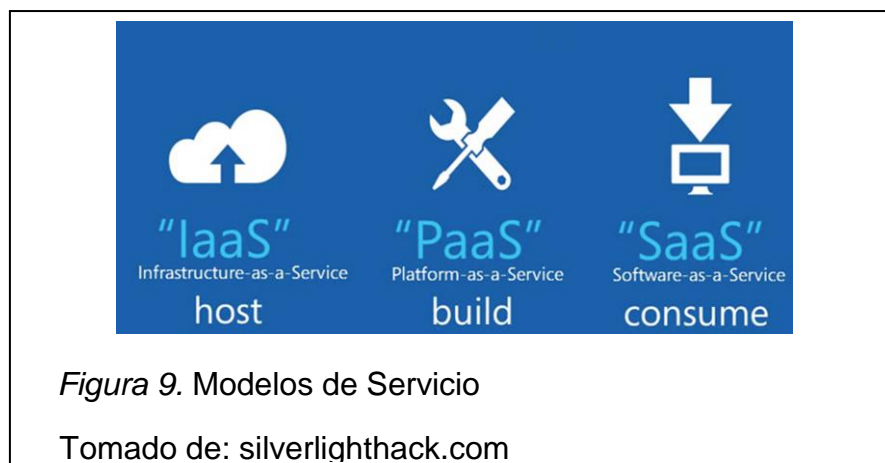 "IaaS" "PaaS" "SaaS"
Infrastructure-as-a-Service Platform-as-a-Service Software-as-a-Service
host build consume
Figura 9. Modelos de Servicio
Tomado de: silverlighthack.com